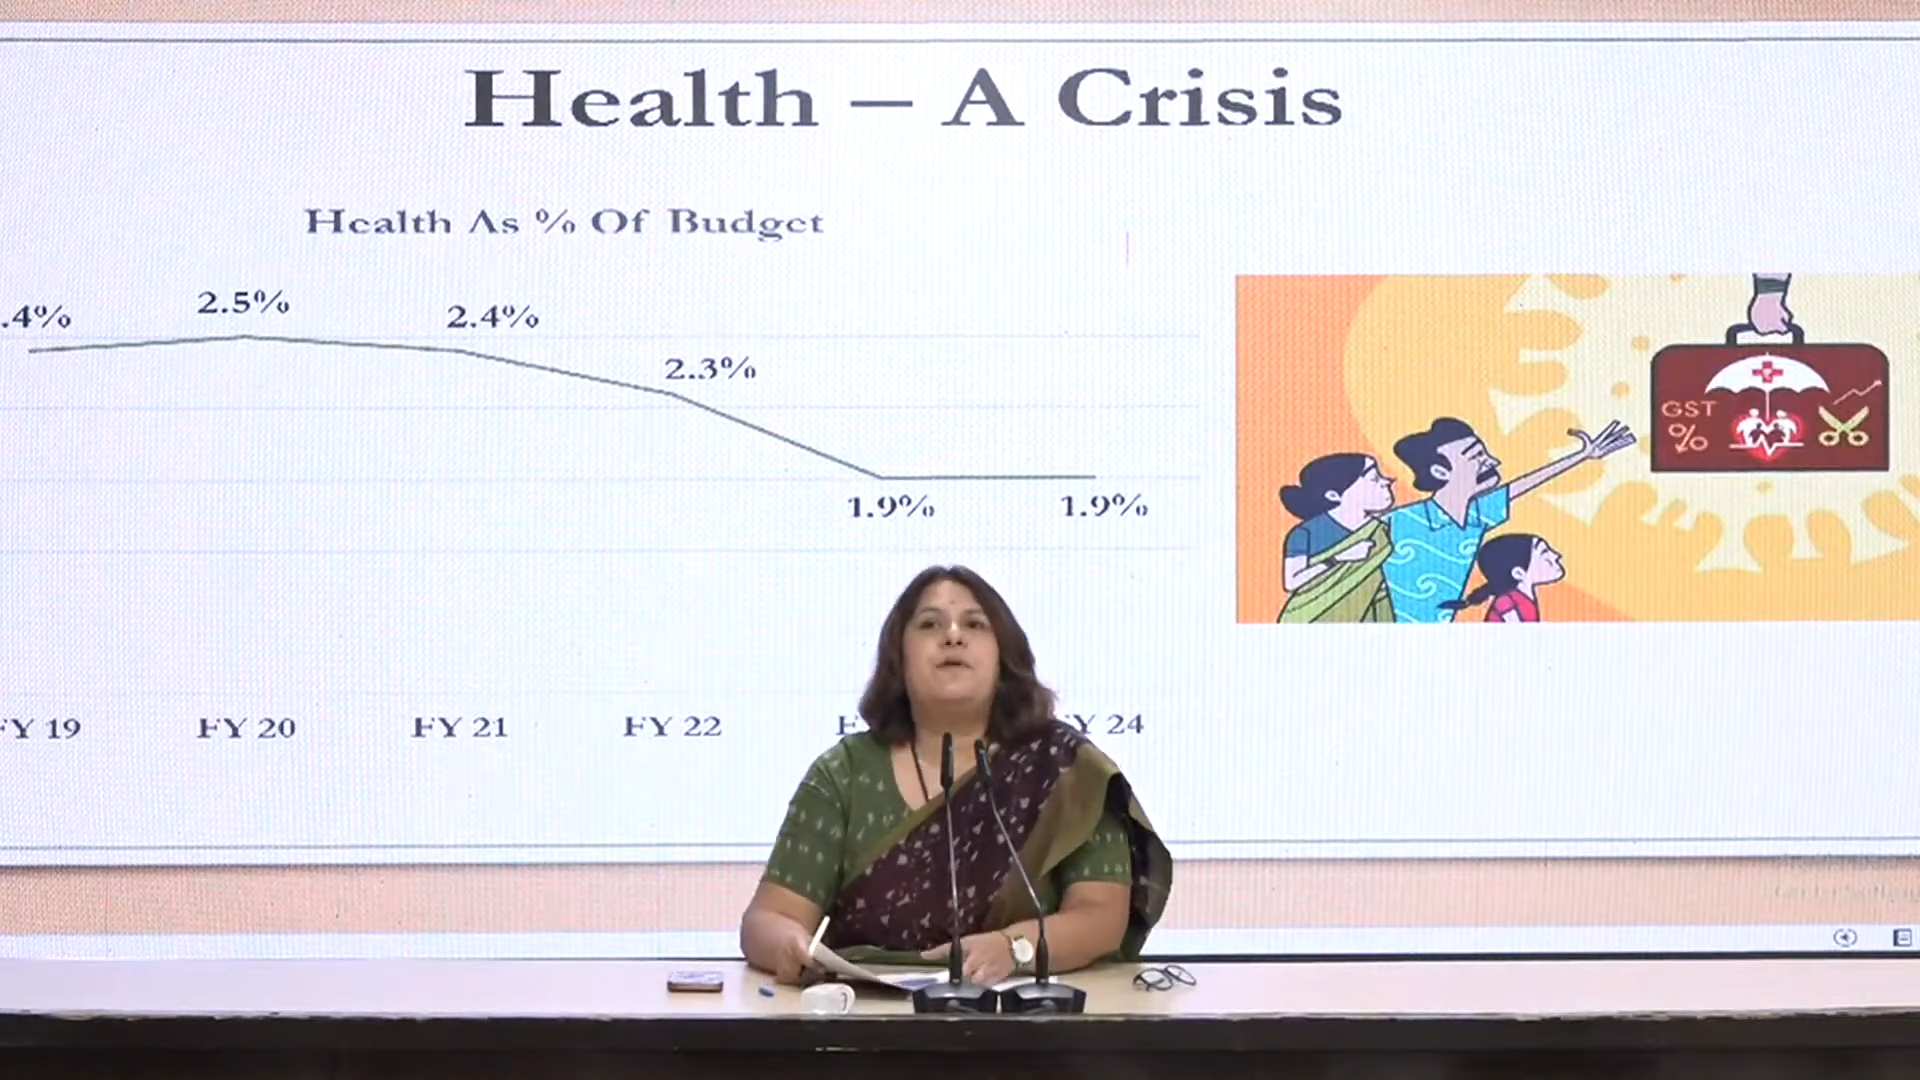 Health – A Crisis
Health As % Of Budget
.4%
2.5%
2.4%
2.3%
1.9%
1.9%
GST
%
FY 19
FY 20
FY 21
FY 22
F
Y 24